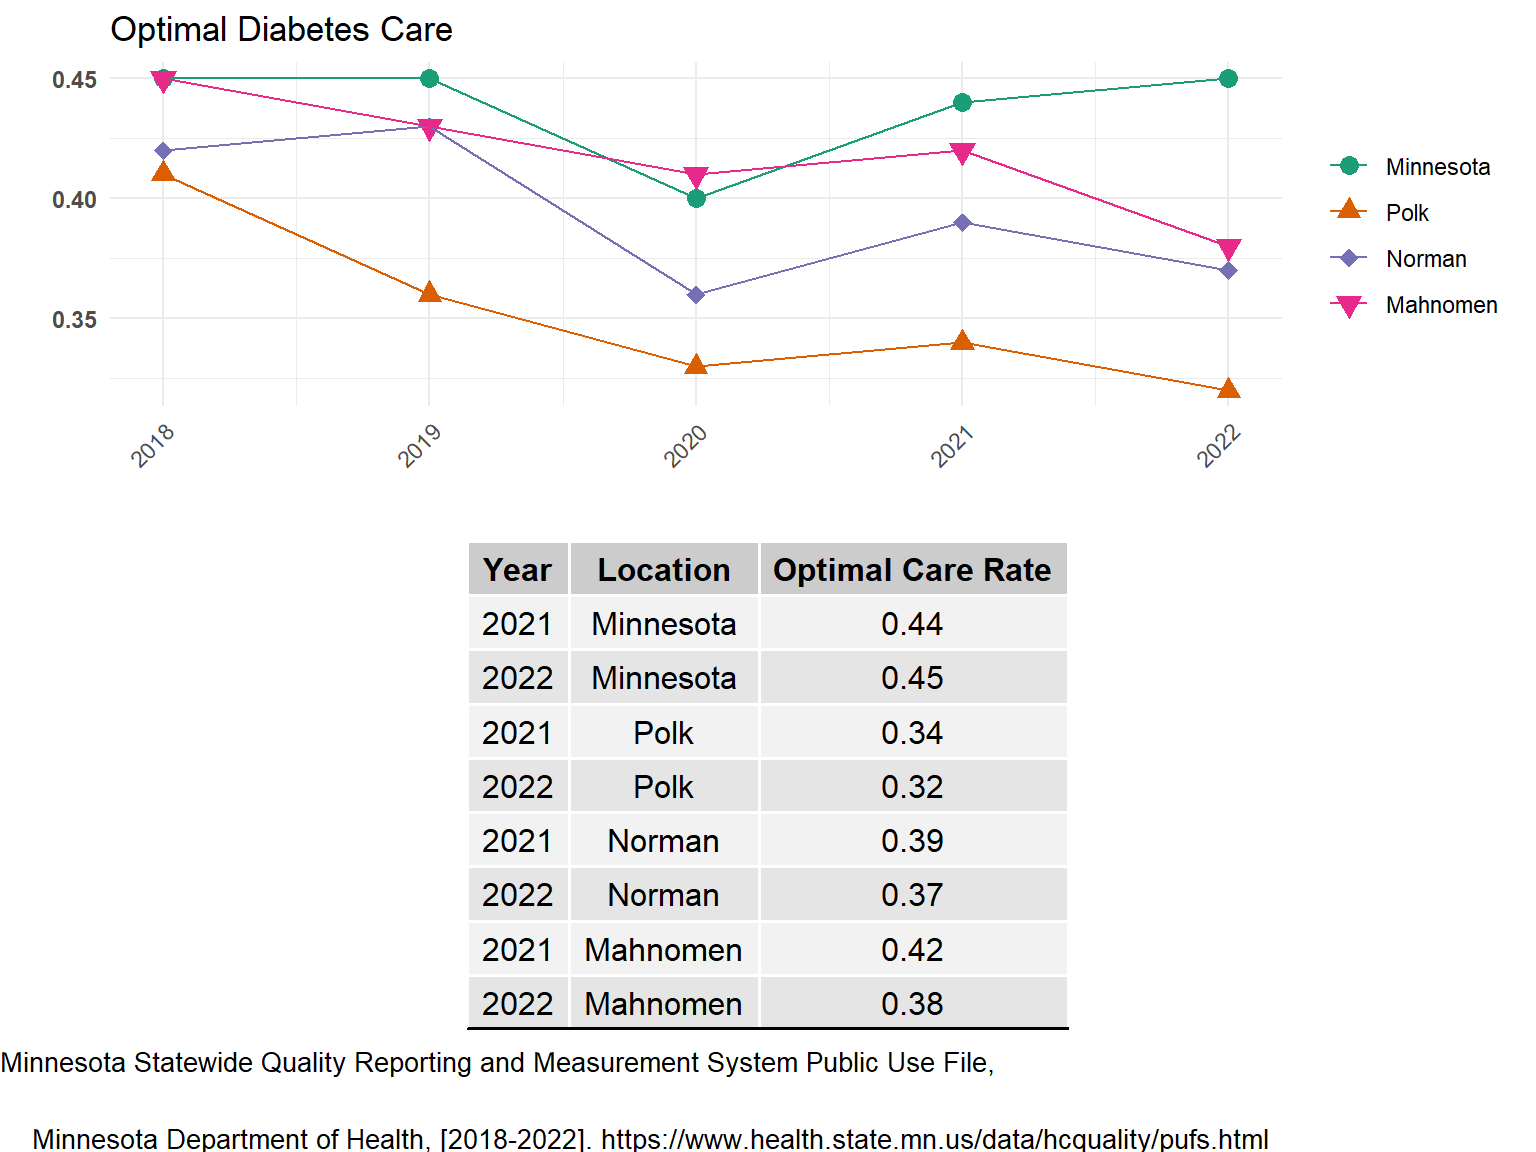 Optimal Diabetes Care
0.45
0.40
0.35
2018
2019
2020
2021
2022
Minnesota
Polk
Norman
Mahnomen
Year Location Optimal Care Rate
2021 Minnesota 0.44
2022 Minnesota 0.45
2021 Polk 0.34
2022 Polk 0.32
2021 Norman 0.39
2022 Norman 0.37
2021 Mahnomen 0.42
2022 Mahnomen 0.38
Minnesota Statewide Quality Reporting and Measurement System Public Use File,
Minnesota Department of Health, [2018-2022]. https://www.health.state.mn.us/data/hcquality/pufs.html